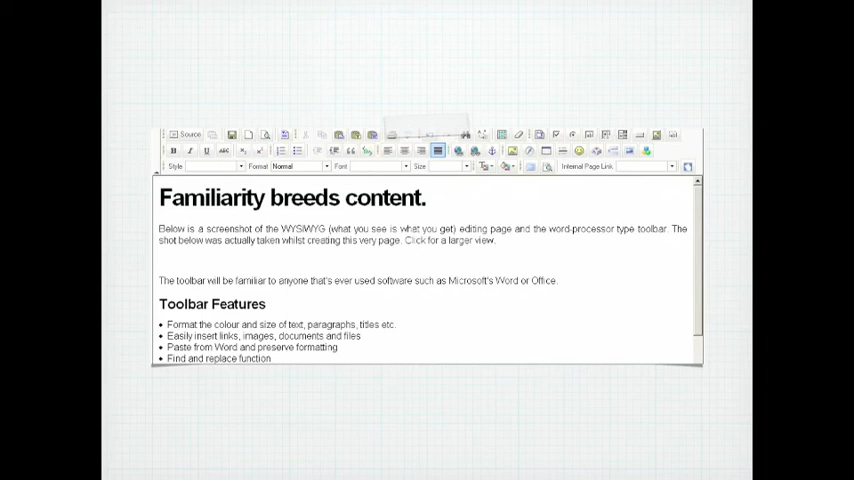 Source
B I U ABC
Style Format Normal Font Size Internal Page Link
Familiarity breeds content.
Below is a screenshot of the WYSIWYG (what you see is what you get) editing page and the word-processor type toolbar. The
shot below was actually taken whilst creating this very page. Click for a larger view.
The toolbar will be familiar to anyone that's ever used software such as Microsoft's Word or Office.
Toolbar Features
Format the colour and size of text, paragraphs, titles etc.
Easily insert links, images, documents and files
Paste from Word and preserve formatting
Find and replace function